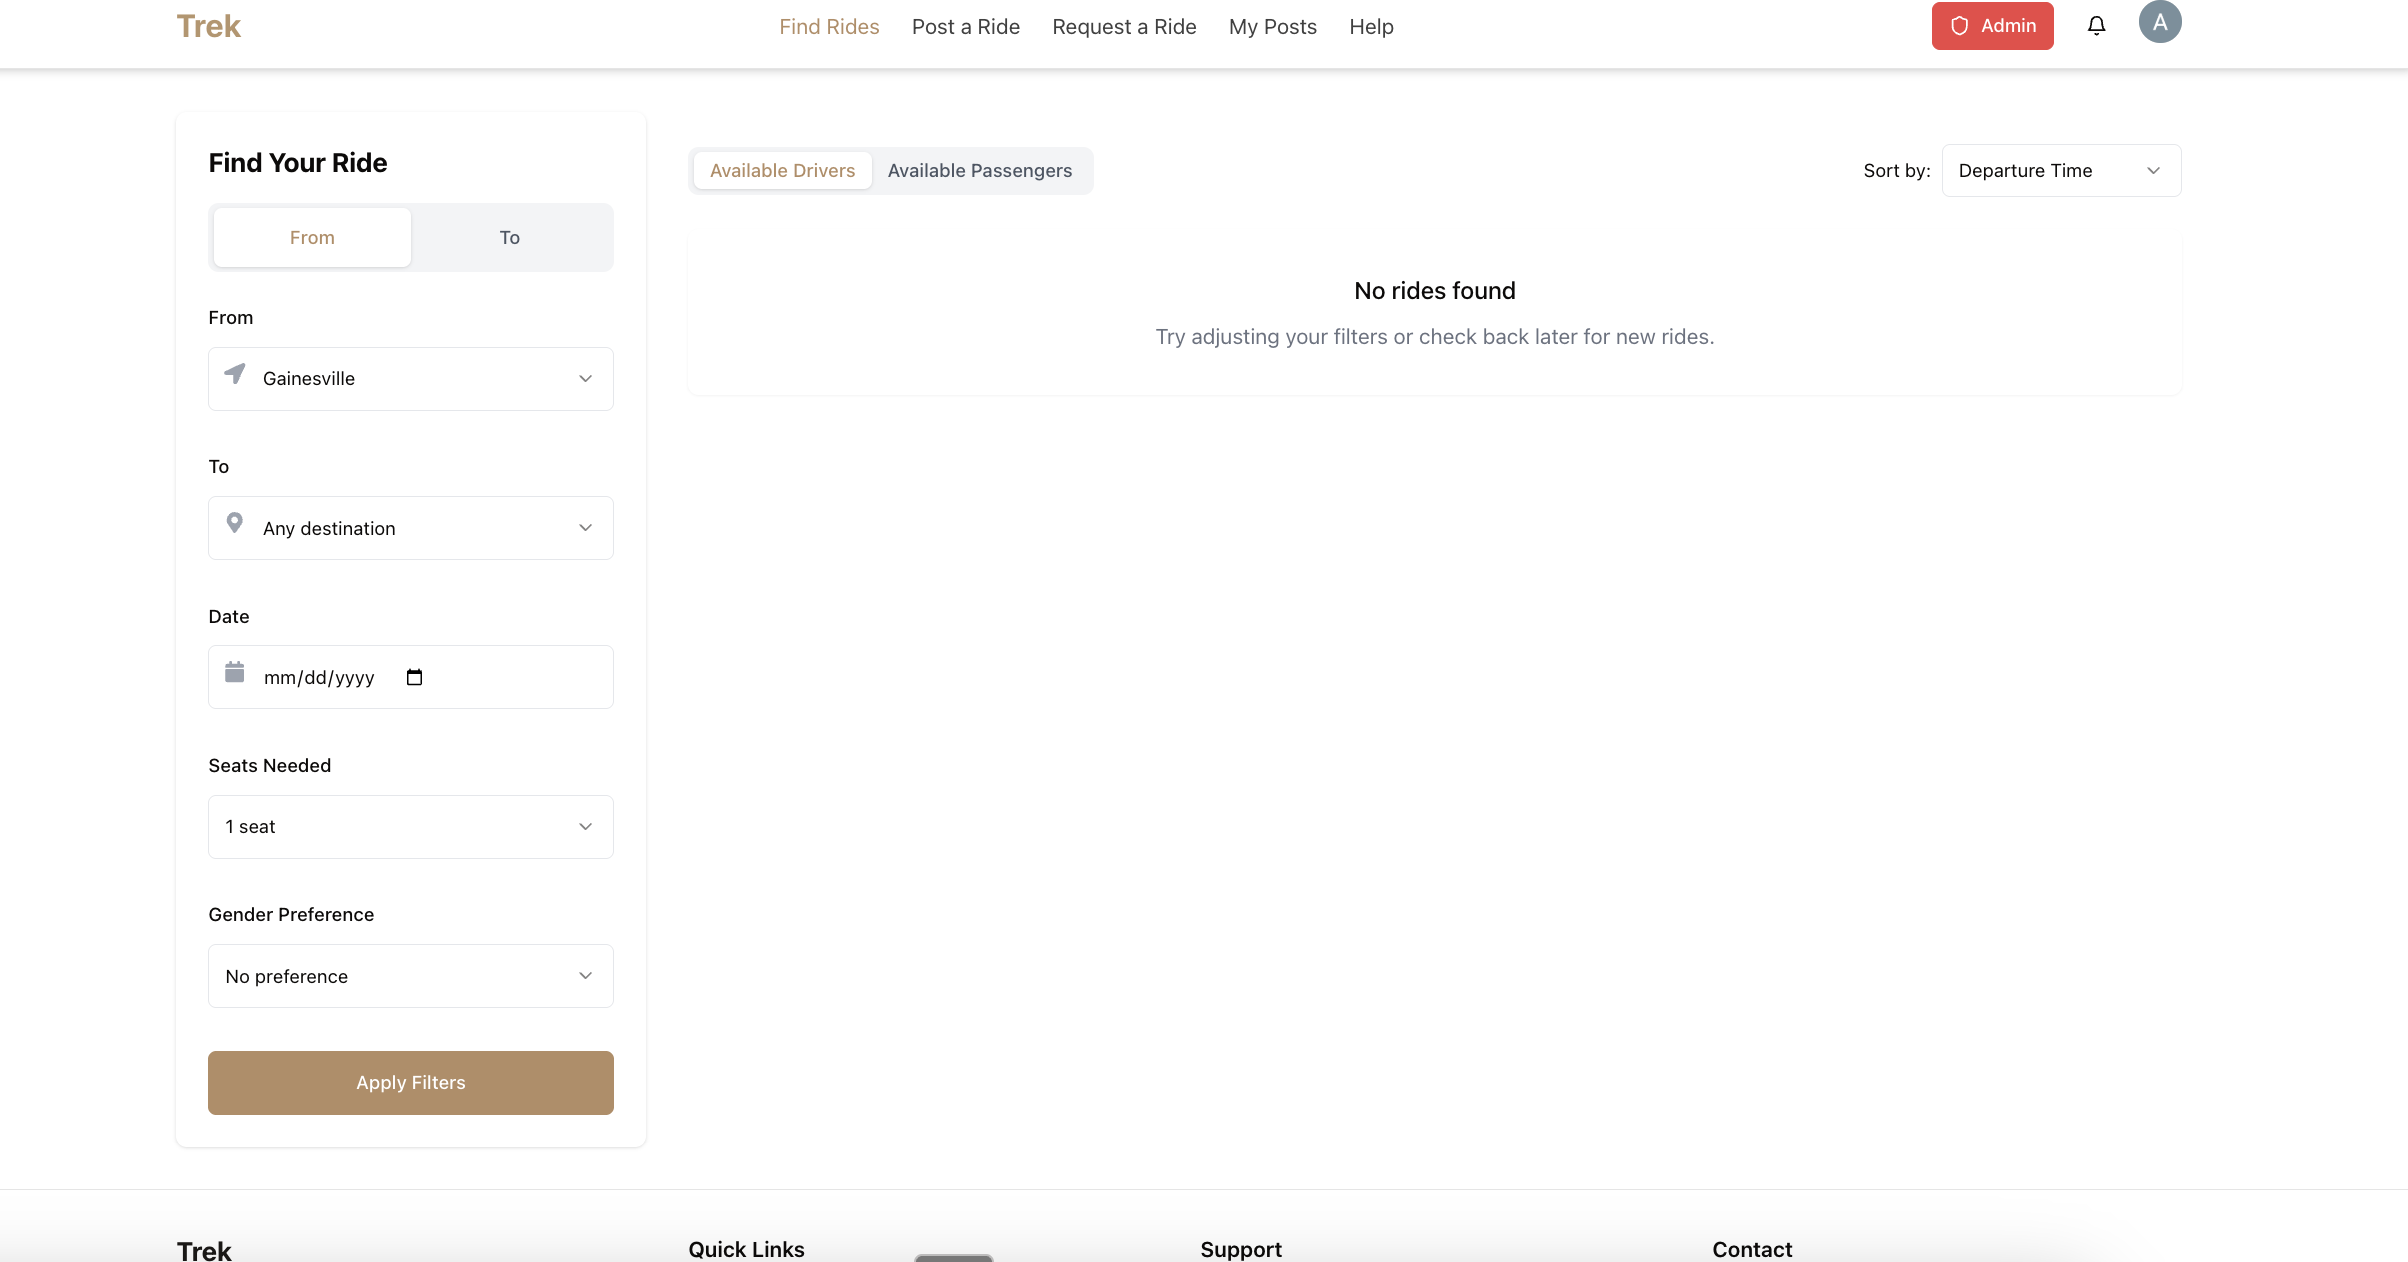 Trek
Find Rides
Post a Ride
Request a Ride
My Posts
Help
Admin
A
Find Your Ride
From
To
From
Gainesville
To
Any destination
Date
mm/dd/yyyy
Seats Needed
1 seat
Gender Preference
No preference
Apply Filters
Available Drivers
Available Passengers
Sort by:
Departure Time
No rides found
Try adjusting your filters or check back later for new rides.
Trek
Quick Links
Support
Contact